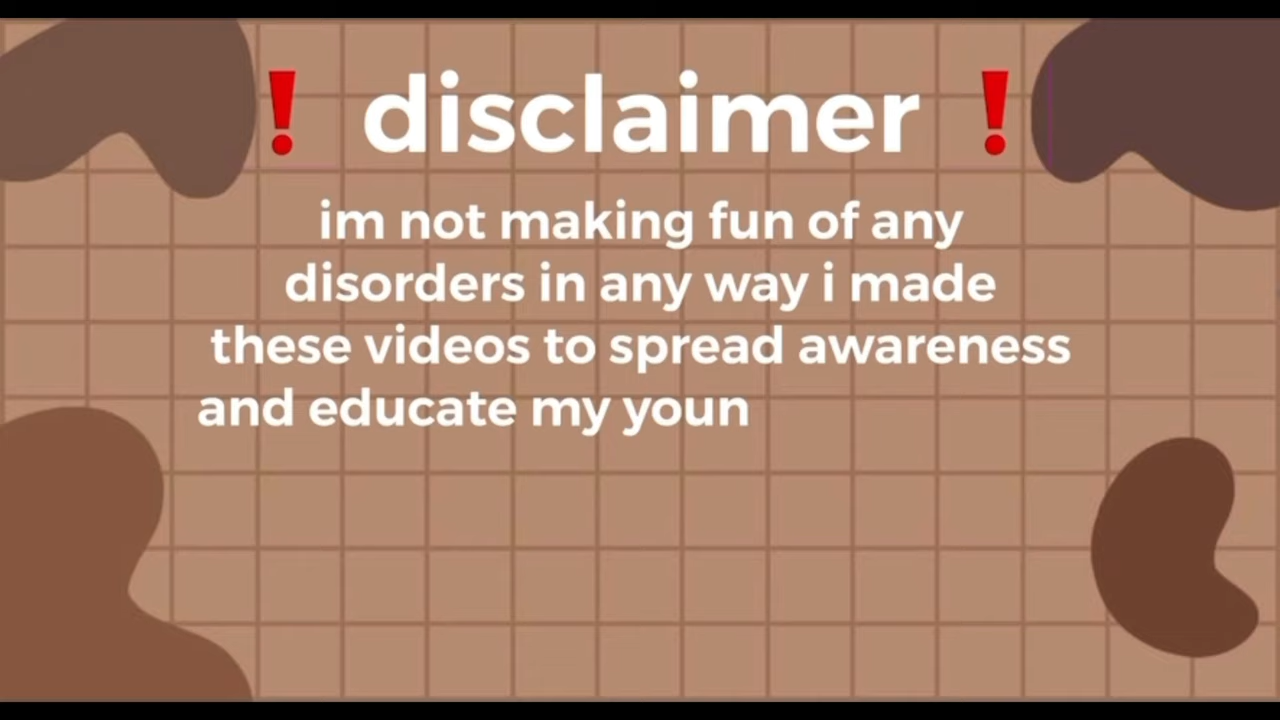 ❗ disclaimer ❗
im not making fun of any
disorders in any way i made
these videos to spread awareness
and educate my youn